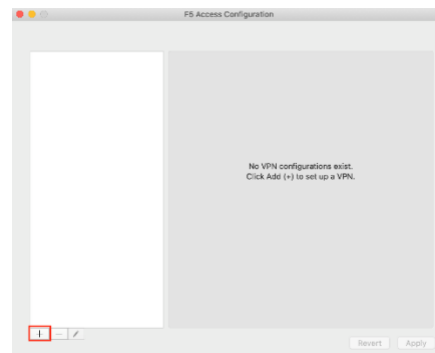 F5 Access Configuration
No VPN configurations exist.
Click Add (+) to set up a VPN.
+ −
Revert Apply